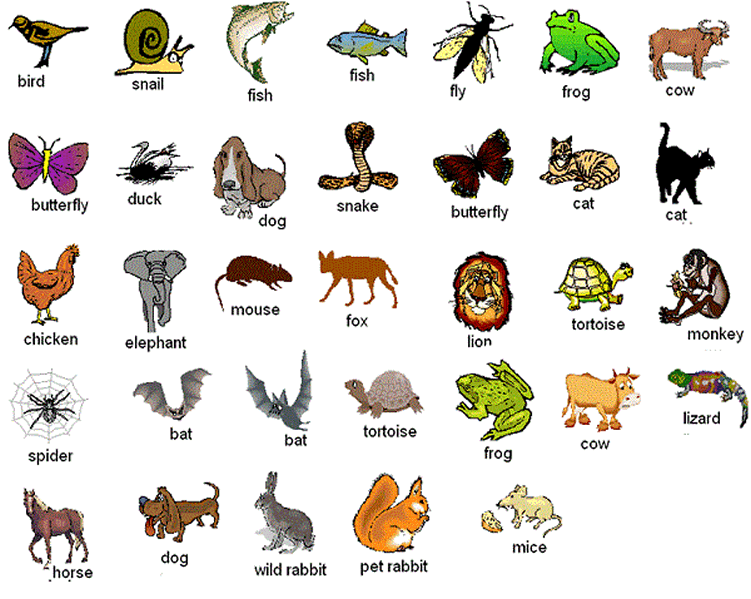 bird
snail
fish
fish
fly
frog
cow
butterfly
duck
dog
snake
butterfly
cat
cat
chicken
elephant
mouse
fox
lion
tortoise
monkey
spider
bat
bat
tortoise
frog
cow
lizard
horse
dog
wild rabbit
pet rabbit
mice